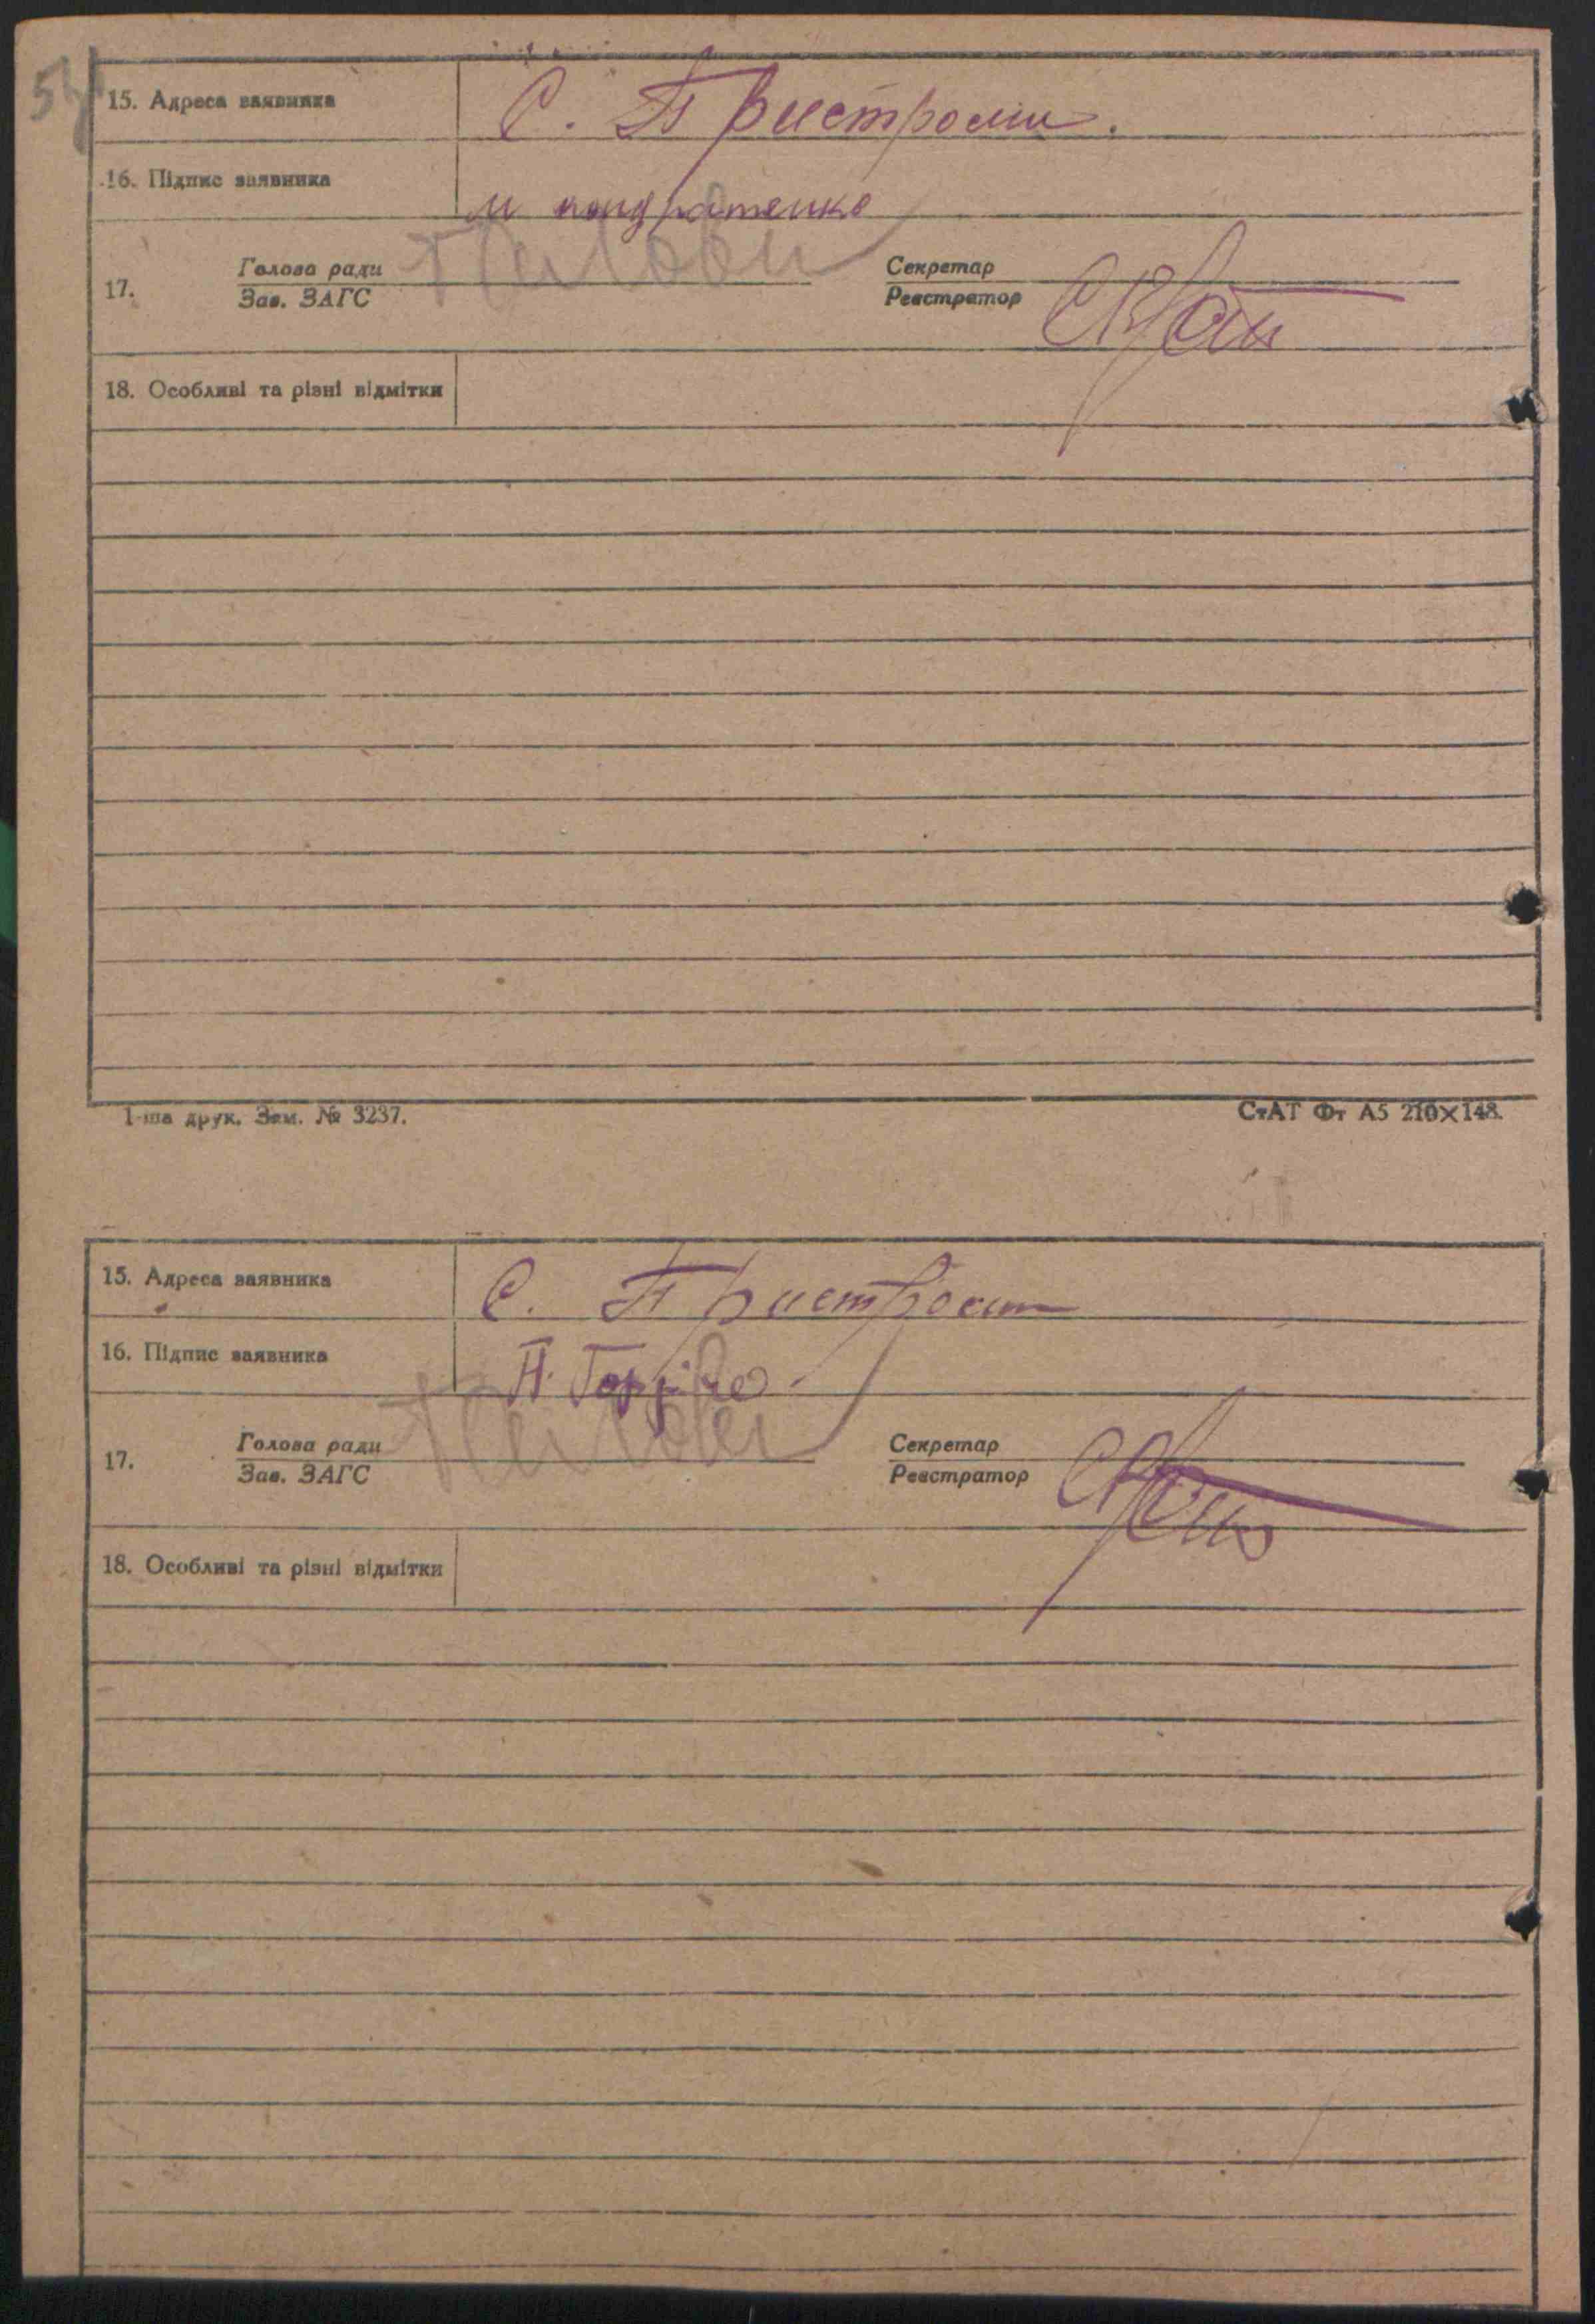 15. Адреса заявника С. Пристроми.
16. Підпис заявника м кондратенко
Голова ради Секретар
17. Зав. ЗАГС Реєстратор
18. Особливі та різні відмітки
1-ша друк. Зам. № 3237. СтАТ Фт А5 210×148.
15. Адреса заявника С. Пристроми
16. Підпис заявника Н.
Голова ради Секретар
17. Зав. ЗАГС Реєстратор
18. Особливі та різні відмітки